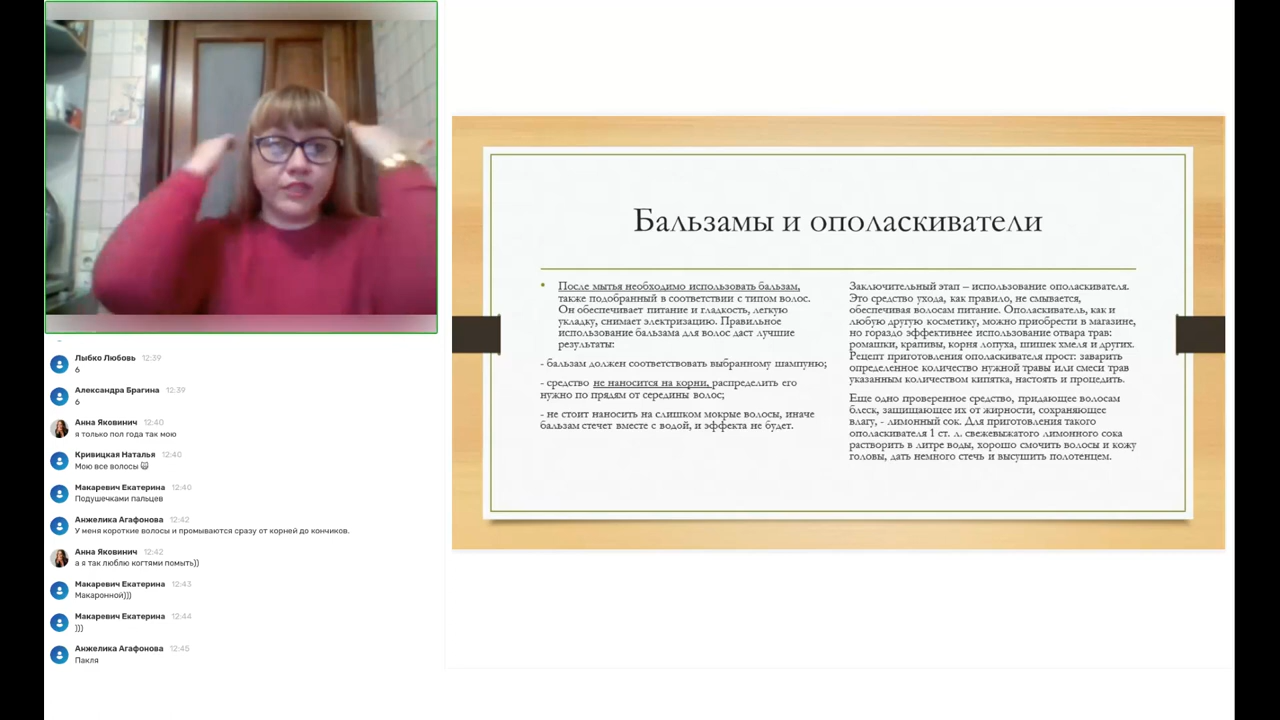 Лыбко Любовь 12:39
6
Александра Брагина 12:39
6
Анна Яковинич 12:40
я только пол года так мою
Кривицкая Наталья 12:40
Мою все волосы 🐱
Макаревич Екатерина 12:40
Подушечками пальцев
Анжелика Агафонова 12:42
У меня короткие волосы и промываются сразу от корней до кончиков.
Анна Яковинич 12:42
а я так люблю когтями помыть))
Макаревич Екатерина 12:43
Макаронной)))
Макаревич Екатерина 12:44
)))
Анжелика Агафонова 12:45
Пакля
Бальзамы и ополаскиватели
• После мытья необходимо использовать бальзам,
также подобранный в соответствии с типом волос.
Он обеспечивает питание и гладкость, легкую
укладку, снимает электризацию. Правильное
использование бальзама для волос даст лучшие
результаты:
- бальзам должен соответствовать выбранному шампуню;
- средство не наносится на корни, распределить его
нужно по прядям от середины волос;
- не стоит наносить на слишком мокрые волосы, иначе
бальзам стечет вместе с водой, и эффекта не будет.
Заключительный этап – использование ополаскивателя.
Это средство ухода, как правило, не смывается,
обеспечивая волосам питание. Ополаскиватель, как и
любую другую косметику, можно приобрести в магазине,
но гораздо эффективнее использование отвара трав:
ромашки, крапивы, корня лопуха, шишек хмеля и других.
Рецепт приготовления ополаскивателя прост: заварить
определенное количество нужной травы или смеси трав
указанным количеством кипятка, настоять и процедить.
Еще одно проверенное средство, придающее волосам
блеск, защищающее их от жирности, сохраняющее
влагу, - лимонный сок. Для приготовления такого
ополаскивателя 1 ст. л. свежевыжатого лимонного сока
растворить в литре воды, хорошо смочить волосы и кожу
головы, дать немного стечь и высушить полотенцем.